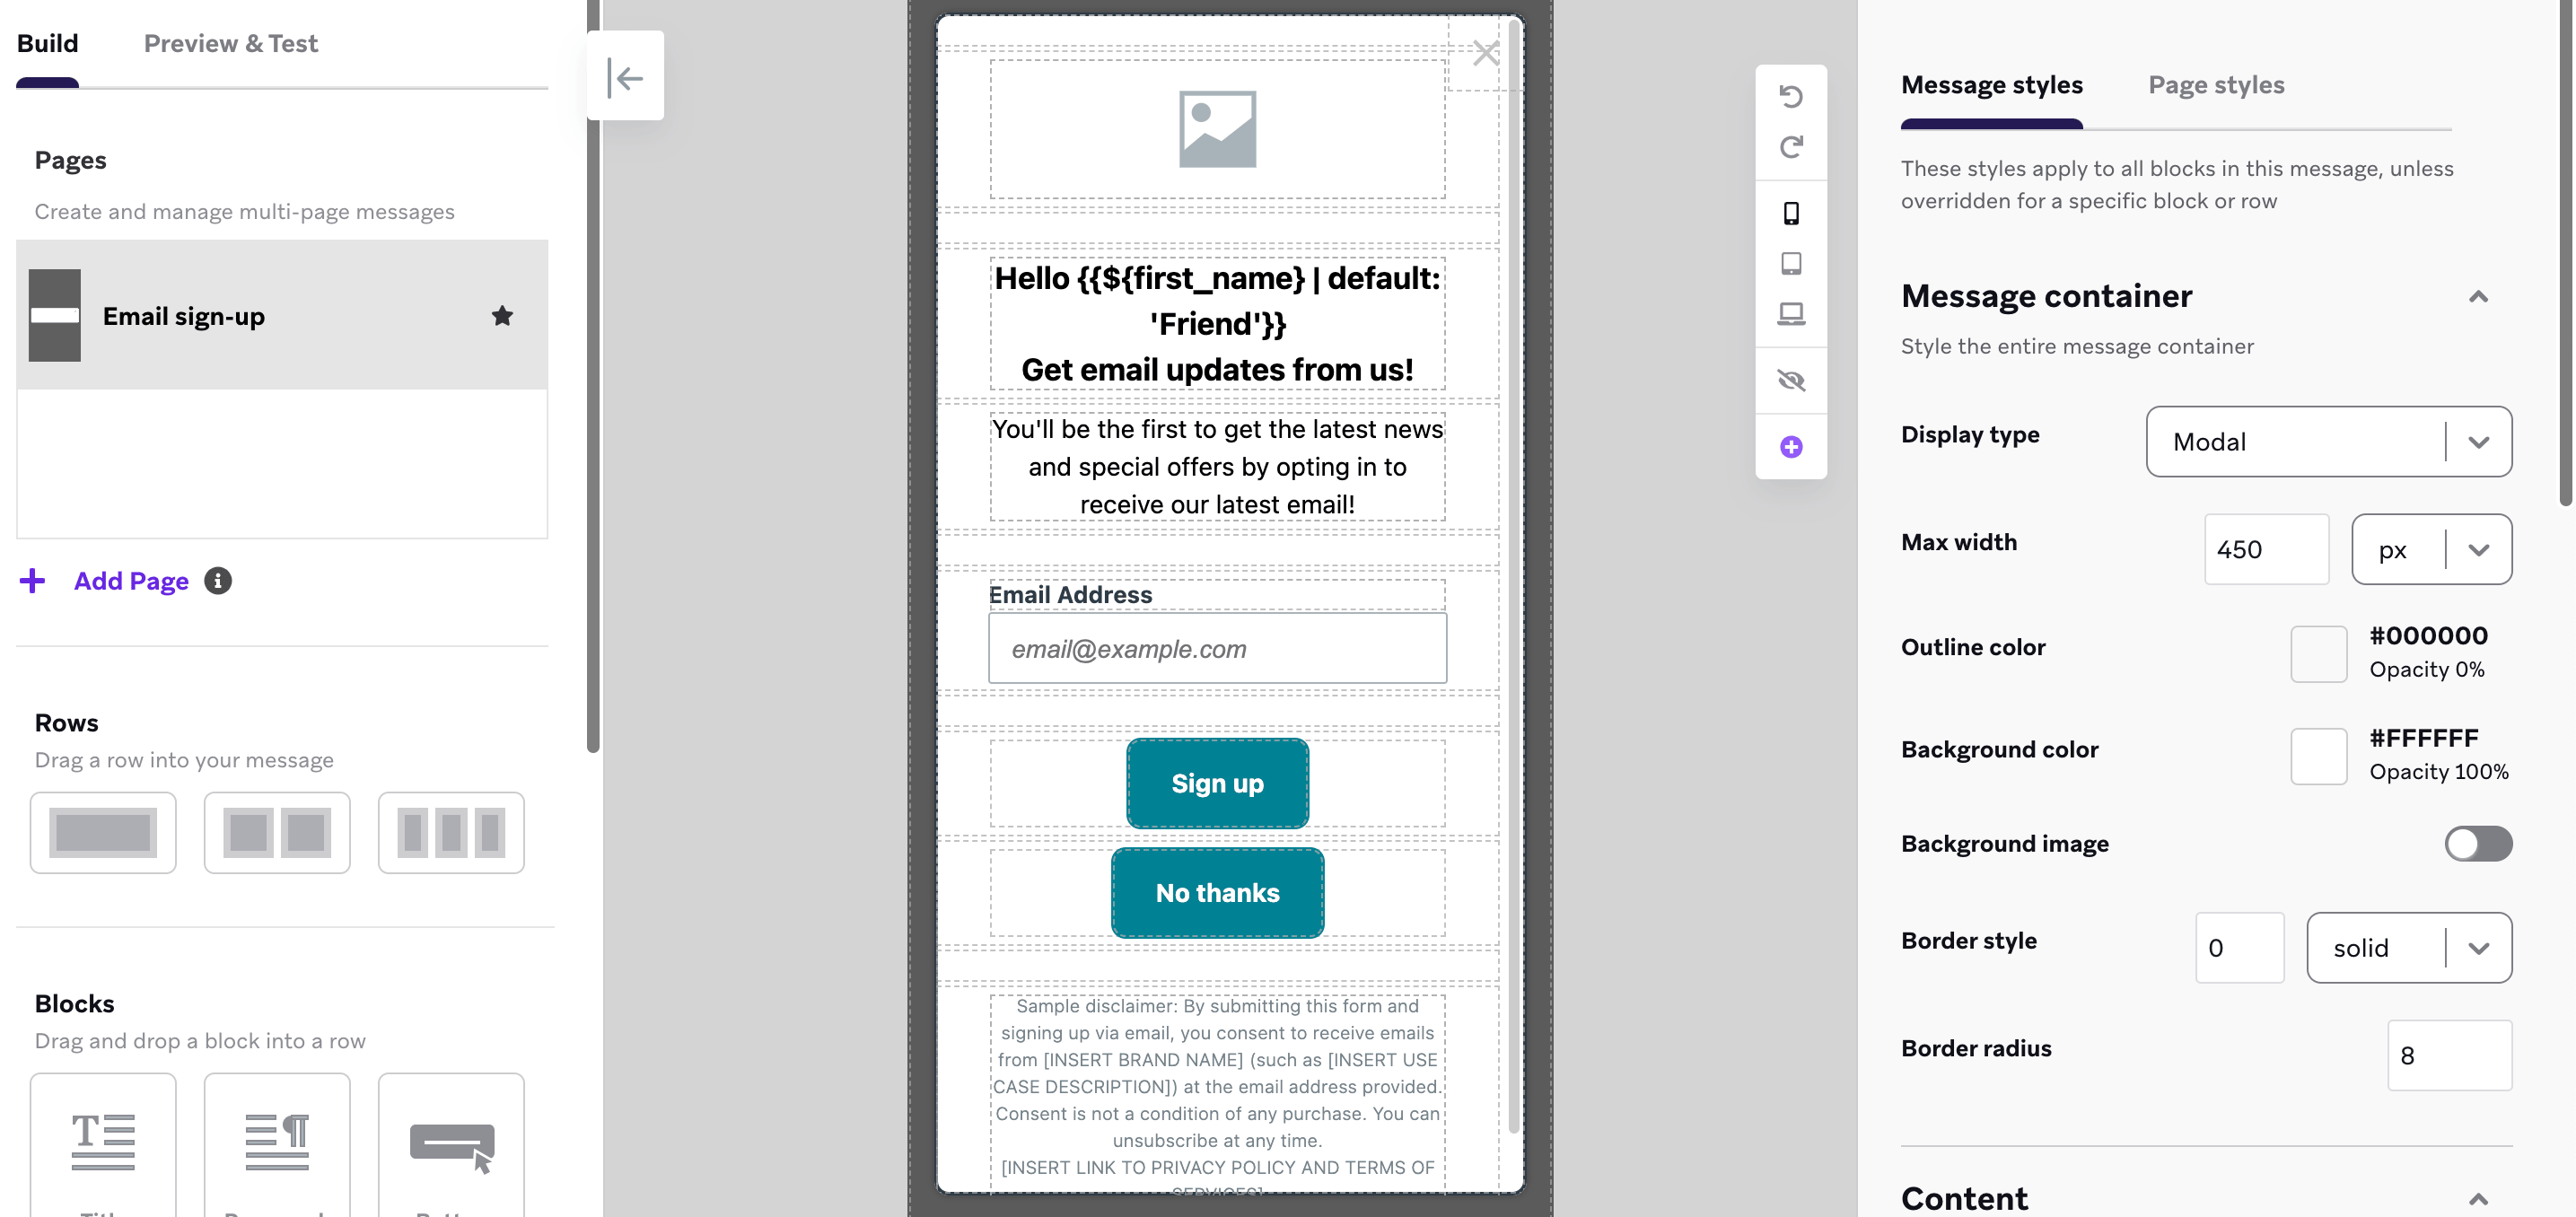 Build
Preview & Test
Pages
Create and manage multi-page messages
Email sign-up
Add Page
Rows
Drag a row into your message
Blocks
Drag and drop a block into a row
Hello {{${first_name} | default:
'Friend'}}
Get email updates from us!
You'll be the first to get the latest news
and special offers by opting in to
receive our latest email!
Email Address
email@example.com
Sign up
No thanks
Sample disclaimer: By submitting this form and
signing up via email, you consent to receive emails
from [INSERT BRAND NAME] (such as [INSERT USE
CASE DESCRIPTION]) at the email address provided.
Consent is not a condition of any purchase. You can
unsubscribe at any time.
[INSERT LINK TO PRIVACY POLICY AND TERMS OF
SERVICES]
Message styles
Page styles
These styles apply to all blocks in this message, unless
overridden for a specific block or row
Message container
Style the entire message container
Display type
Modal
Max width
450
px
Outline color
#000000
Opacity 0%
Background color
#FFFFFF
Opacity 100%
Background image
Border style
0
solid
Border radius
8
Content